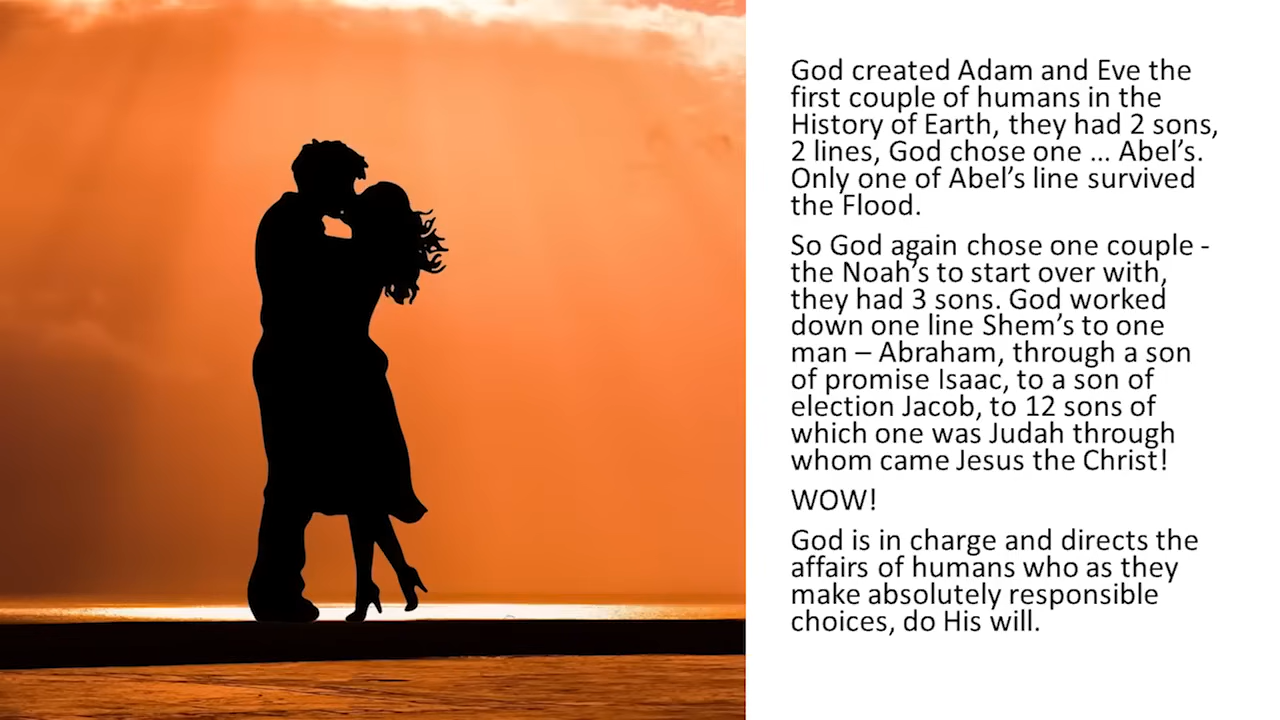 God created Adam and Eve the
first couple of humans in the
History of Earth, they had 2 sons,
2 lines, God chose one ... Abel's.
Only one of Abel's line survived
the Flood.
So God again chose one couple -
the Noah's to start over with,
they had 3 sons. God worked
down one line Shem's to one
man – Abraham, through a son
of promise Isaac, to a son of
election Jacob, to 12 sons of
which one was Judah through
whom came Jesus the Christ!
WOW!
God is in charge and directs the
affairs of humans who as they
make absolutely responsible
choices, do His will.